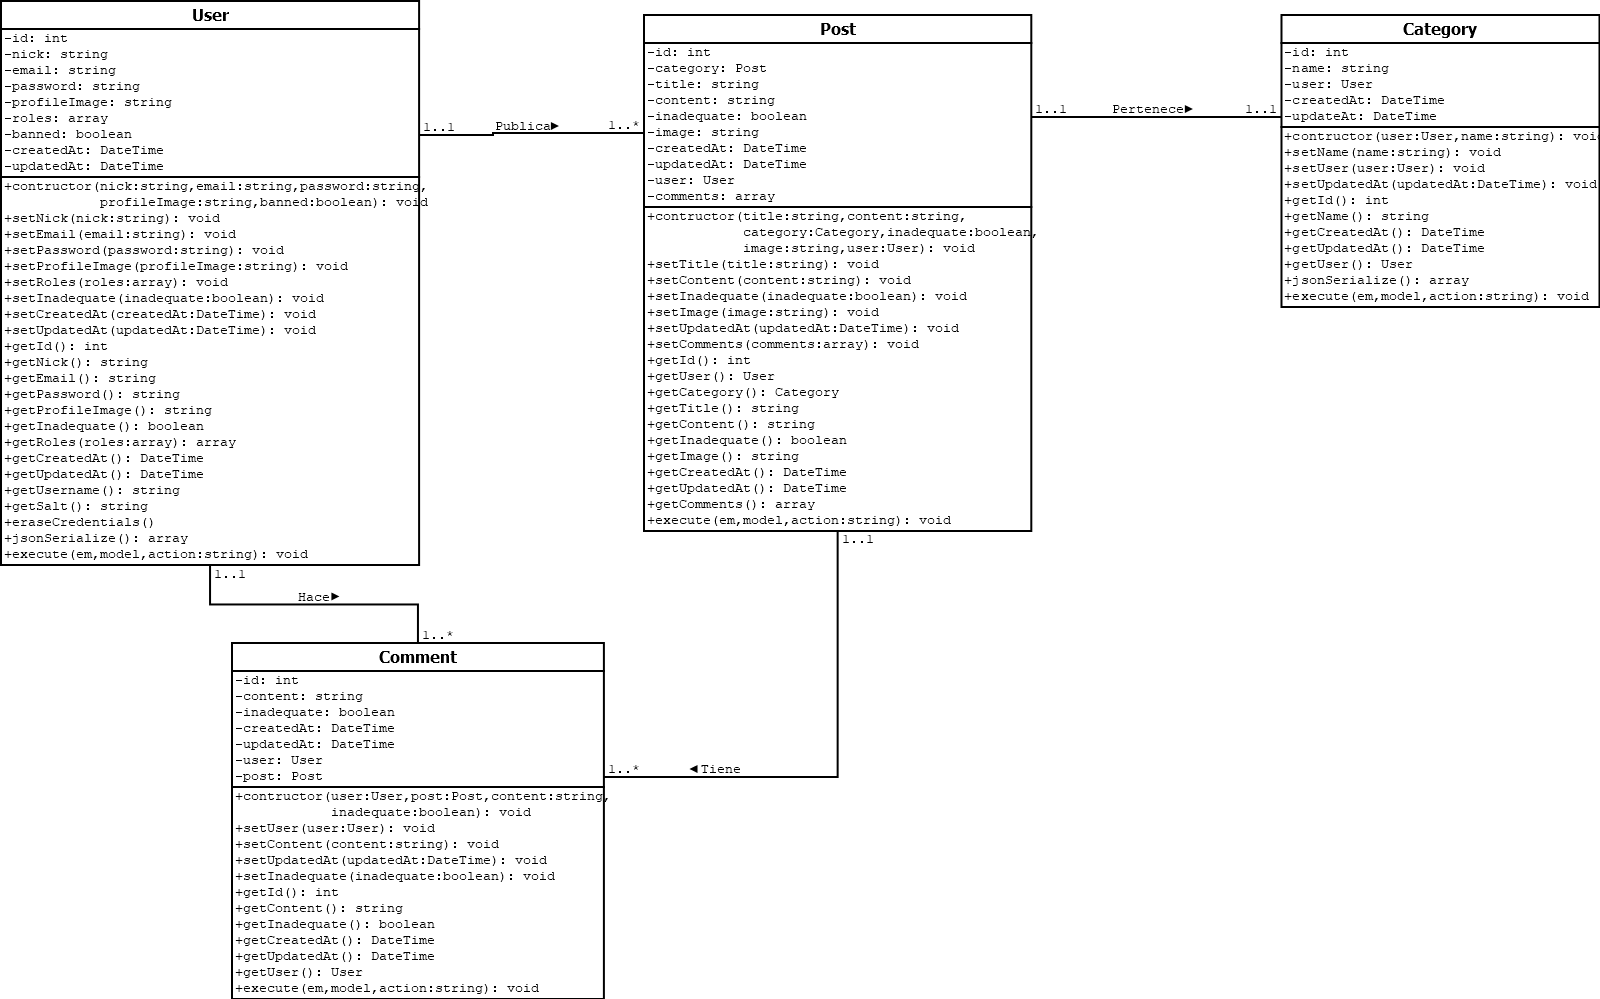 User
-id: int
-nick: string
-email: string
-password: string
-profileImage: string
-roles: array
-banned: boolean
-createdAt: DateTime
-updatedAt: DateTime
+contructor(nick:string,email:string,password:string,
profileImage:string,banned:boolean): void
+setNick(nick:string): void
+setEmail(email:string): void
+setPassword(password:string): void
+setProfileImage(profileImage:string): void
+setRoles(roles:array): void
+setInadequate(inadequate:boolean): void
+setCreatedAt(createdAt:DateTime): void
+setUpdatedAt(updatedAt:DateTime): void
+getId(): int
+getNick(): string
+getEmail(): string
+getPassword(): string
+getProfileImage(): string
+getInadequate(): boolean
+getRoles(roles:array): array
+getCreatedAt(): DateTime
+getUpdatedAt(): DateTime
+getUsername(): string
+getSalt(): string
+eraseCredentials()
+jsonSerialize(): array
+execute(em,model,action:string): void
1..1
Publica►
1..*
Post
-id: int
-category: Post
-title: string
-content: string
-inadequate: boolean
-image: string
-createdAt: DateTime
-updatedAt: DateTime
-user: User
-comments: array
+contructor(title:string,content:string,
category:Category,inadequate:boolean,
image:string,user:User): void
+setTitle(title:string): void
+setContent(content:string): void
+setInadequate(inadequate:boolean): void
+setImage(image:string): void
+setUpdatedAt(updatedAt:DateTime): void
+setComments(comments:array): void
+getId(): int
+getUser(): User
+getCategory(): Category
+getTitle(): string
+getContent(): string
+getInadequate(): boolean
+getImage(): string
+getCreatedAt(): DateTime
+getUpdatedAt(): DateTime
+getComments(): array
+execute(em,model,action:string): void
1..1
Pertenece►
1..1
Category
-id: int
-name: string
-user: User
-createdAt: DateTime
-updateAt: DateTime
+contructor(user:User,name:string): void
+setName(name:string): void
+setUser(user:User): void
+setUpdatedAt(updatedAt:DateTime): void
+getId(): int
+getName(): string
+getCreatedAt(): DateTime
+getUpdatedAt(): DateTime
+getUser(): User
+jsonSerialize(): array
+execute(em,model,action:string): void
1..1
Hace►
1..*
1..1
◄Tiene
1..*
Comment
-id: int
-content: string
-inadequate: boolean
-createdAt: DateTime
-updatedAt: DateTime
-user: User
-post: Post
+contructor(user:User,post:Post,content:string,
inadequate:boolean): void
+setUser(user:User): void
+setContent(content:string): void
+setUpdatedAt(updatedAt:DateTime): void
+setInadequate(inadequate:boolean): void
+getId(): int
+getContent(): string
+getInadequate(): boolean
+getCreatedAt(): DateTime
+getUpdatedAt(): DateTime
+getUser(): User
+execute(em,model,action:string): void